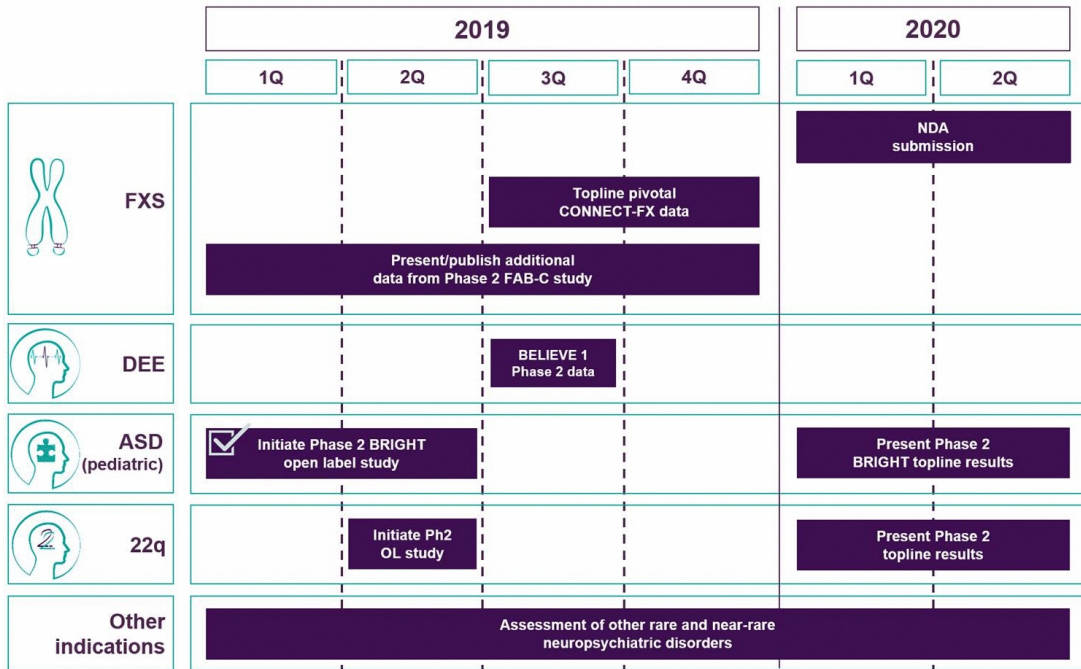 2019
2020
1Q
2Q
3Q
4Q
1Q
2Q
FXS
NDA
submission
Topline pivotal
CONNECT-FX data
Present/publish additional
data from Phase 2 FAB-C study
DEE
BELIEVE 1
Phase 2 data
ASD
(pediatric)
Initiate Phase 2 BRIGHT
open label study
Present Phase 2
BRIGHT topline results
22
22q
Initiate Ph2
OL study
Present Phase 2
topline results
Other
indications
Assessment of other rare and near-rare
neuropsychiatric disorders